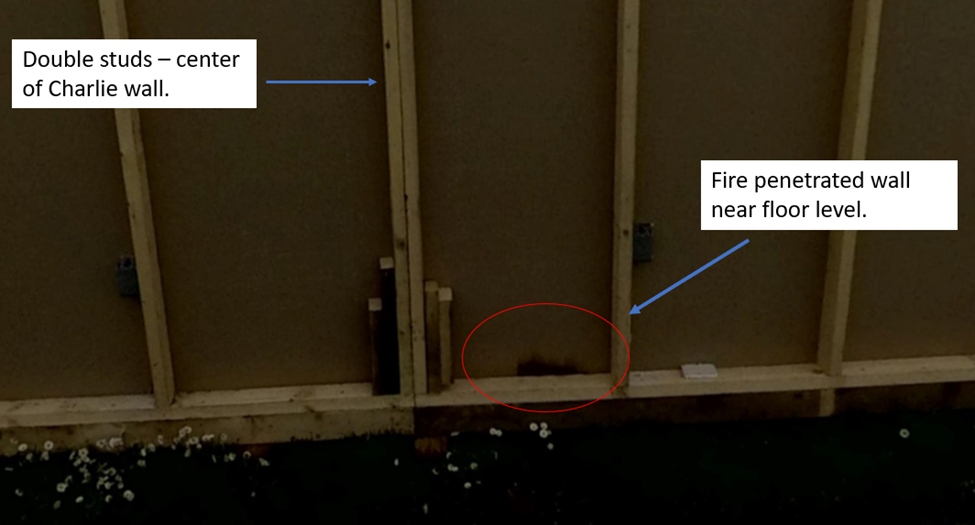 Double studs – center
of Charlie wall.
Fire penetrated wall
near floor level.